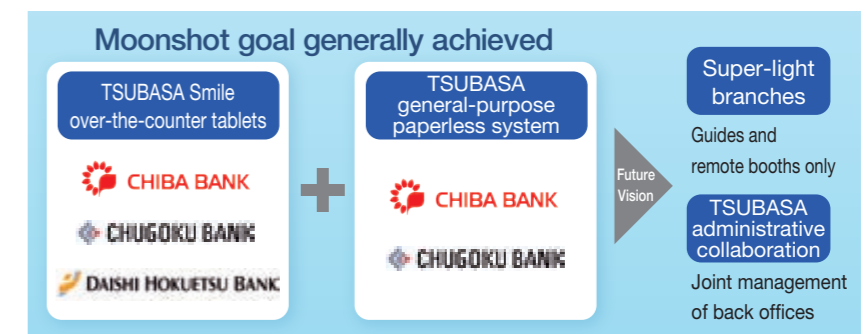 Moonshot goal generally achieved
TSUBASA Smile
over-the-counter tablets
CHIBA BANK
CHUGOKU BANK
DAISHI HOKUETSU BANK
TSUBASA
general-purpose
paperless system
CHIBA BANK
CHUGOKU BANK
Future
Vision
Super-light
branches
Guides and
remote booths only
TSUBASA
administrative
collaboration
Joint management
of back offices